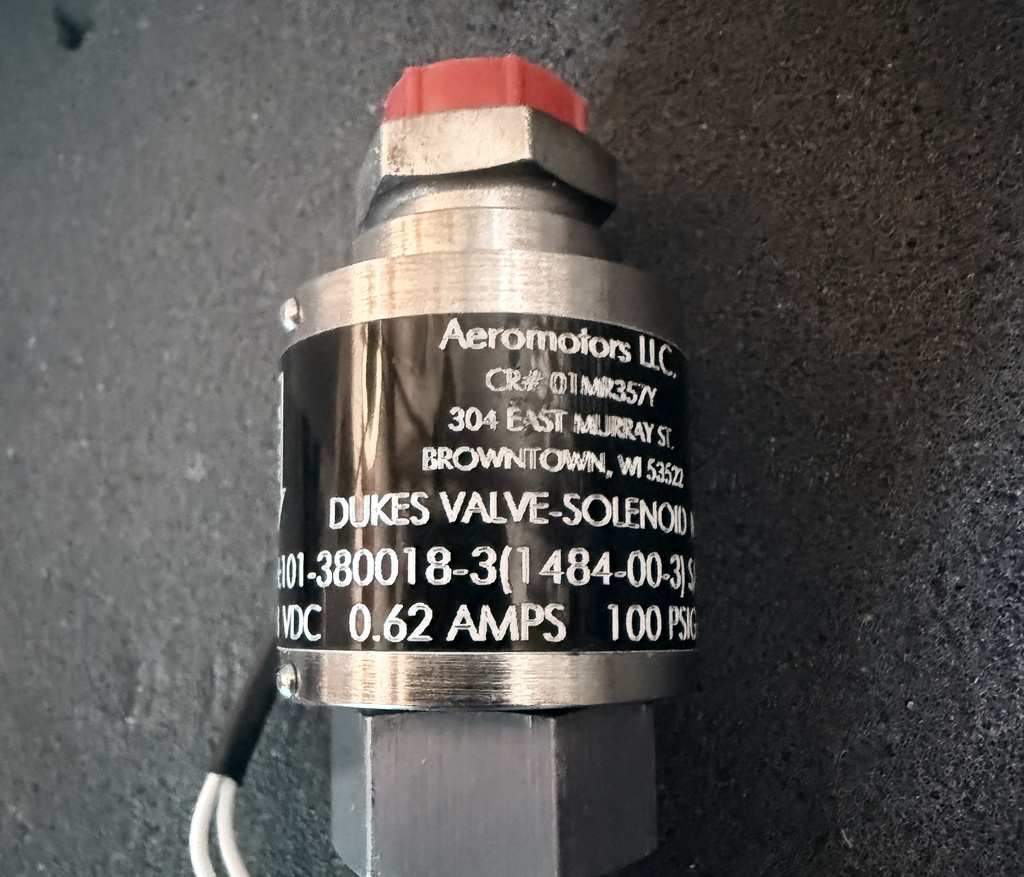 Aeromotors LLC,
CR# 01MR357Y
304 EAST MURRAY ST.
BROWNTOWN, WI 53522
DUKES VALVE-SOLENOID
101-380018-3(1484-00-3)
VDC 0.62 AMPS 100 PSIG